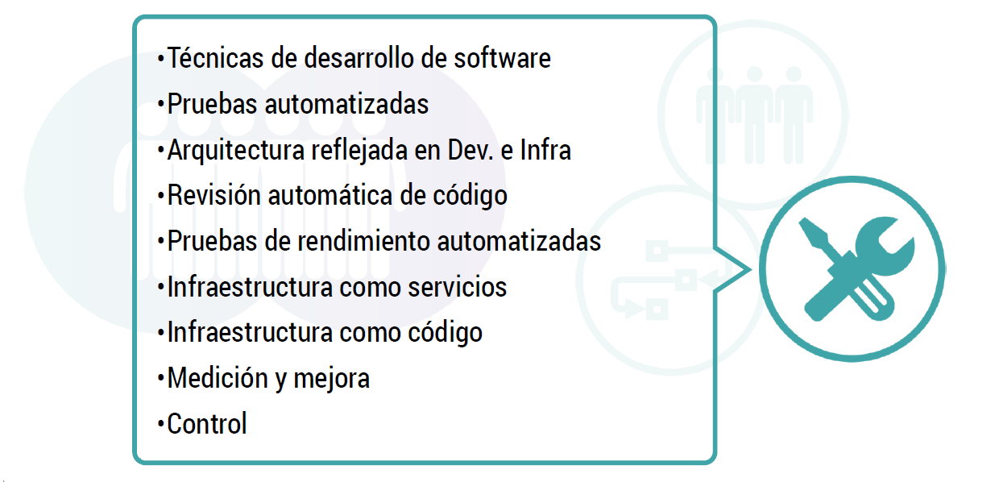 •Técnicas de desarrollo de software
•Pruebas automatizadas
•Arquitectura reflejada en Dev. e Infra
•Revisión automática de código
•Pruebas de rendimiento automatizadas
•Infraestructura como servicios
•Infraestructura como código
•Medición y mejora
•Control